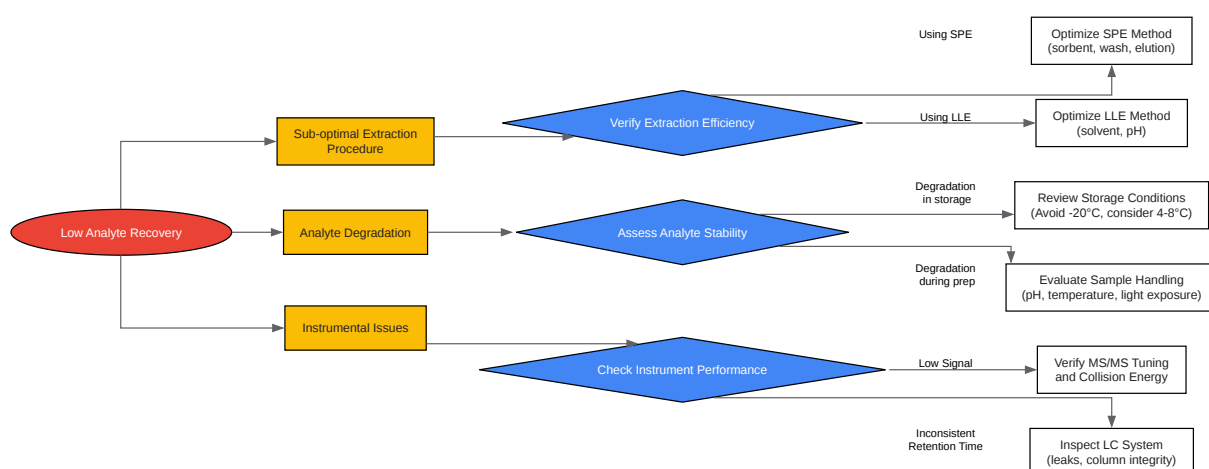 Using SPE
Optimize SPE Method
(sorbent, wash, elution)
Sub-optimal Extraction
Procedure
Verify Extraction Efficiency
Using LLE
Optimize LLE Method
(solvent, pH)
Low Analyte Recovery
Analyte Degradation
Assess Analyte Stability
Degradation
in storage
Review Storage Conditions
(Avoid -20°C, consider 4-8°C)
Degradation
during prep
Evaluate Sample Handling
(pH, temperature, light exposure)
Instrumental Issues
Check Instrument Performance
Low Signal
Verify MS/MS Tuning
and Collision Energy
Inconsistent
Retention Time
Inspect LC System
(leaks, column integrity)